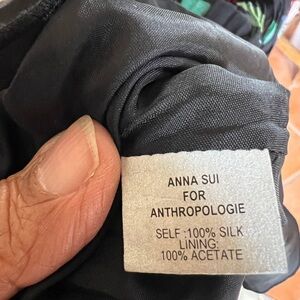 ANNA SUI
FOR
ANTHROPOLOGIE
SELF :100% SILK
LINING:
100% ACETATE